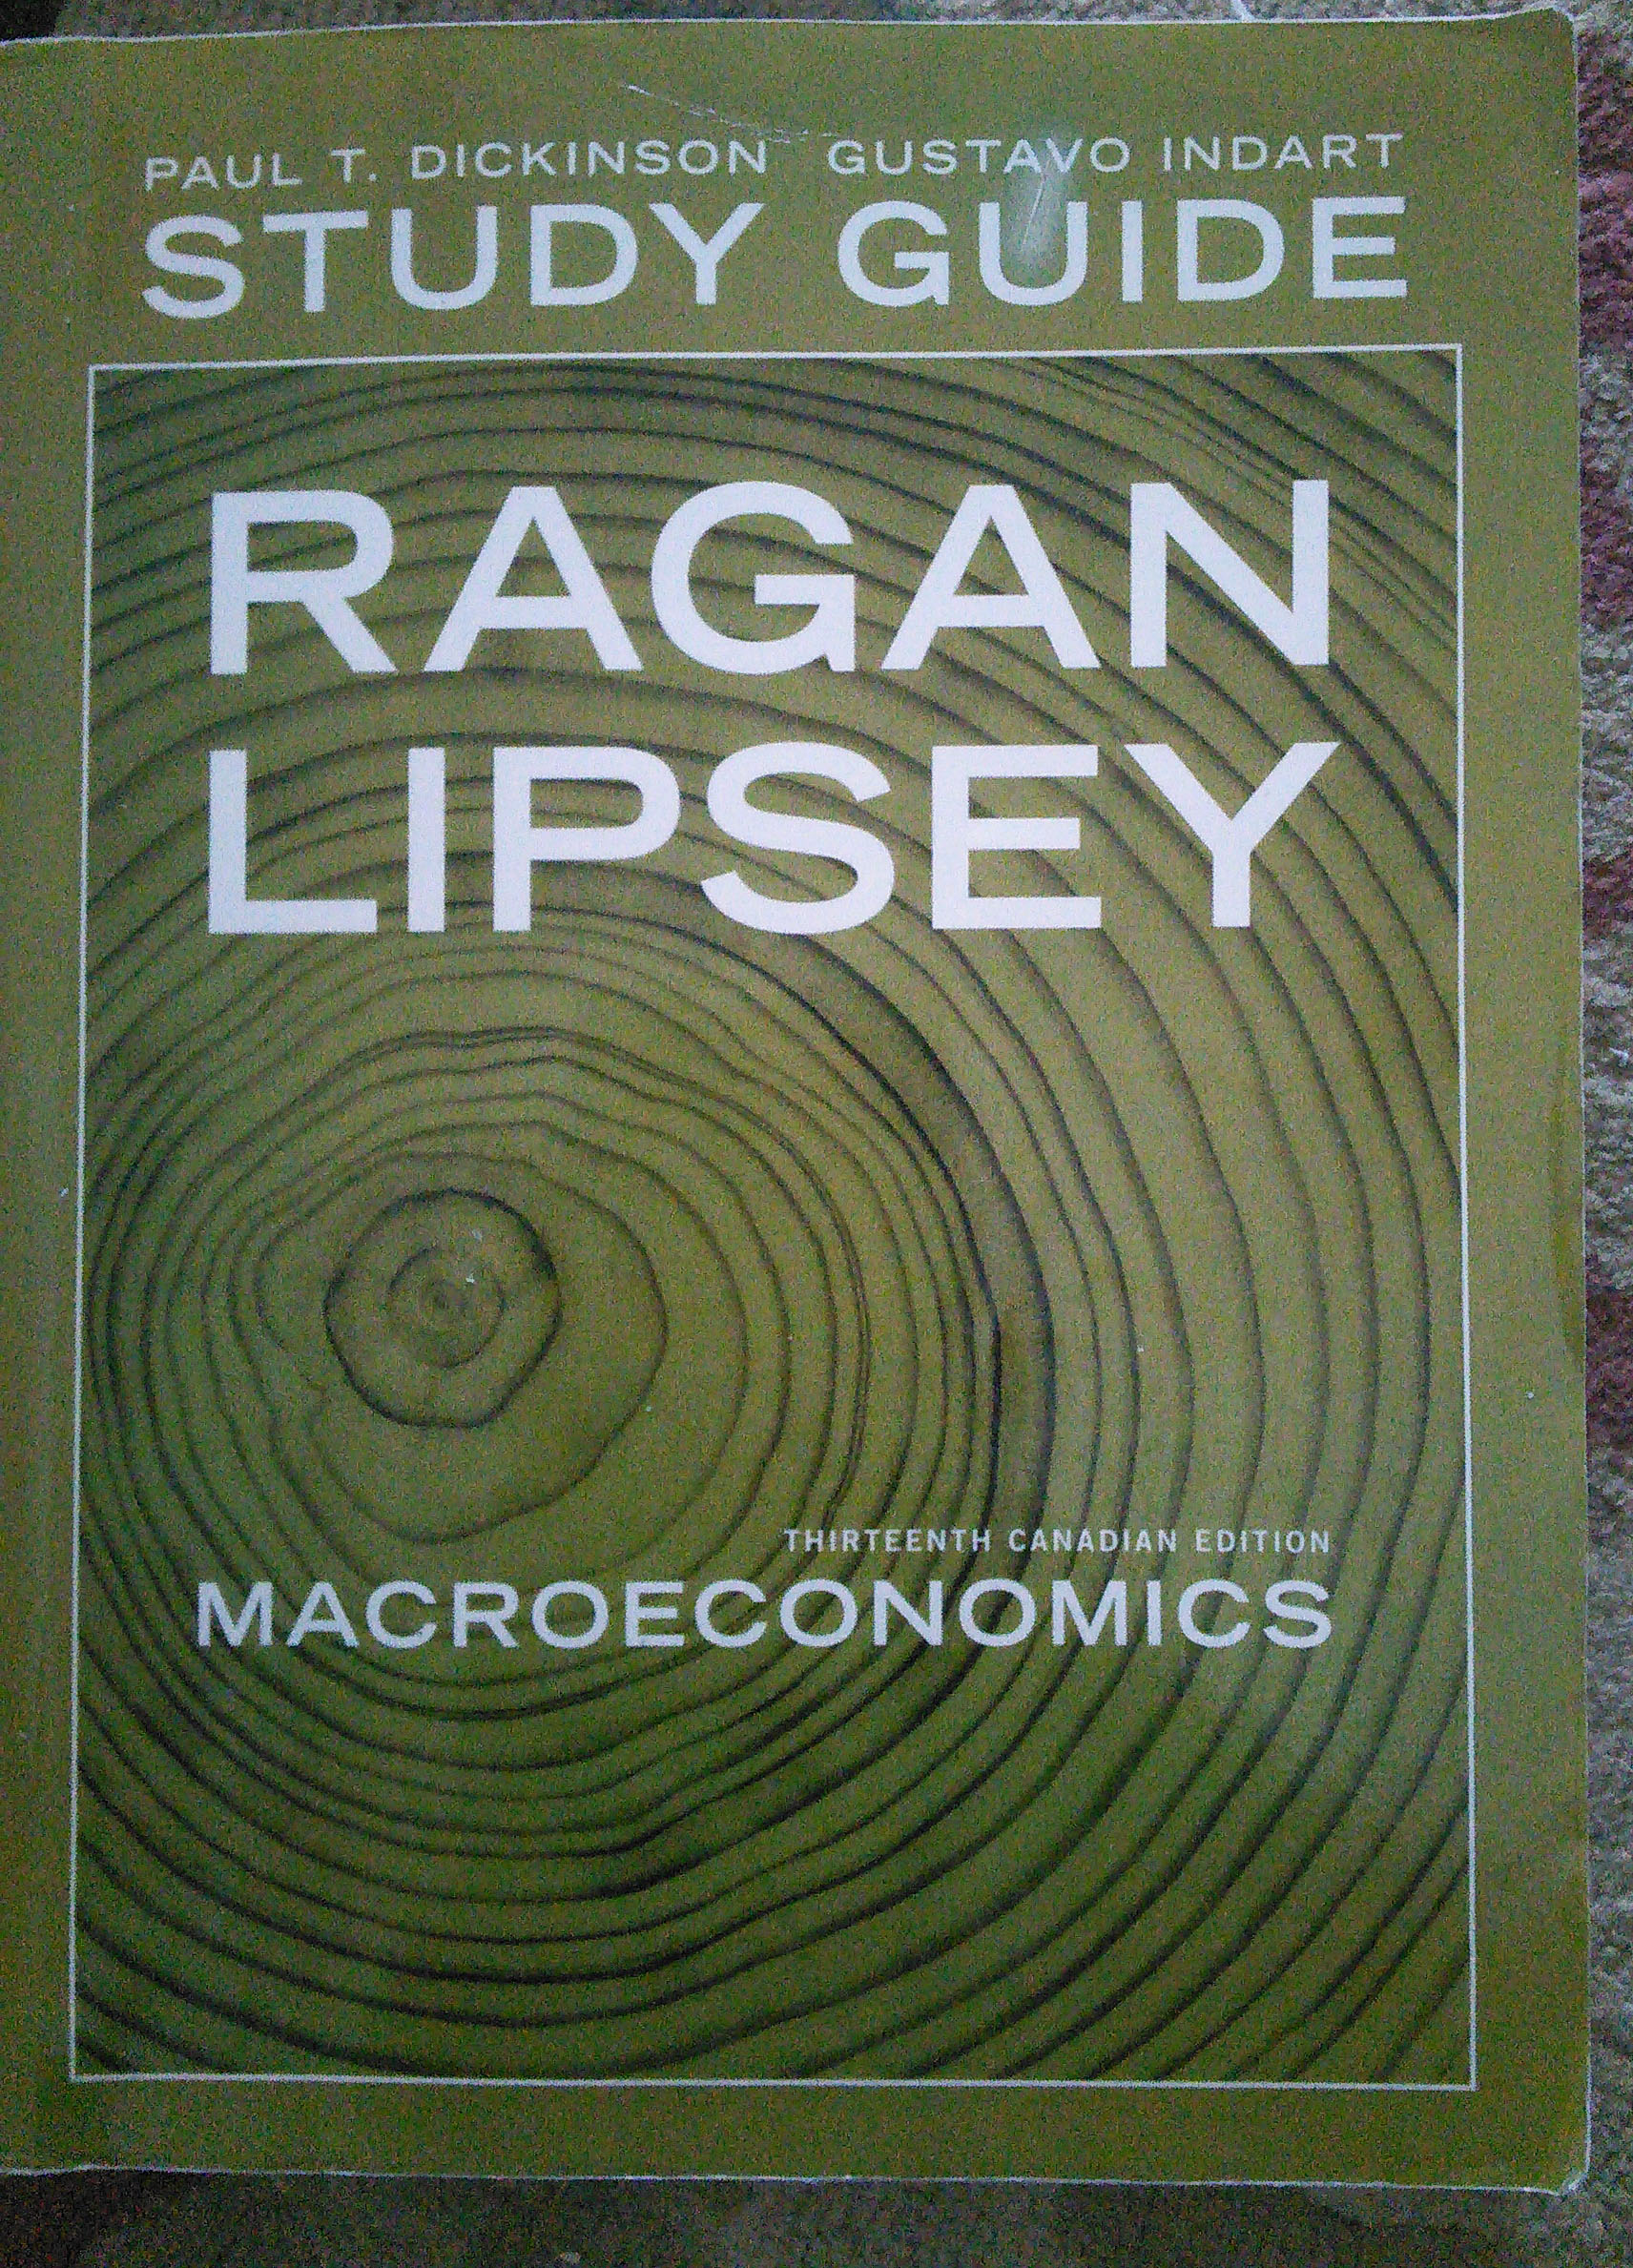 PAUL T. DICKINSON GUSTAVO INDART
STUDY GUIDE
RAGAN
LIPSEY
THIRTEENTH CANADIAN EDITION
MACROECONOMICS